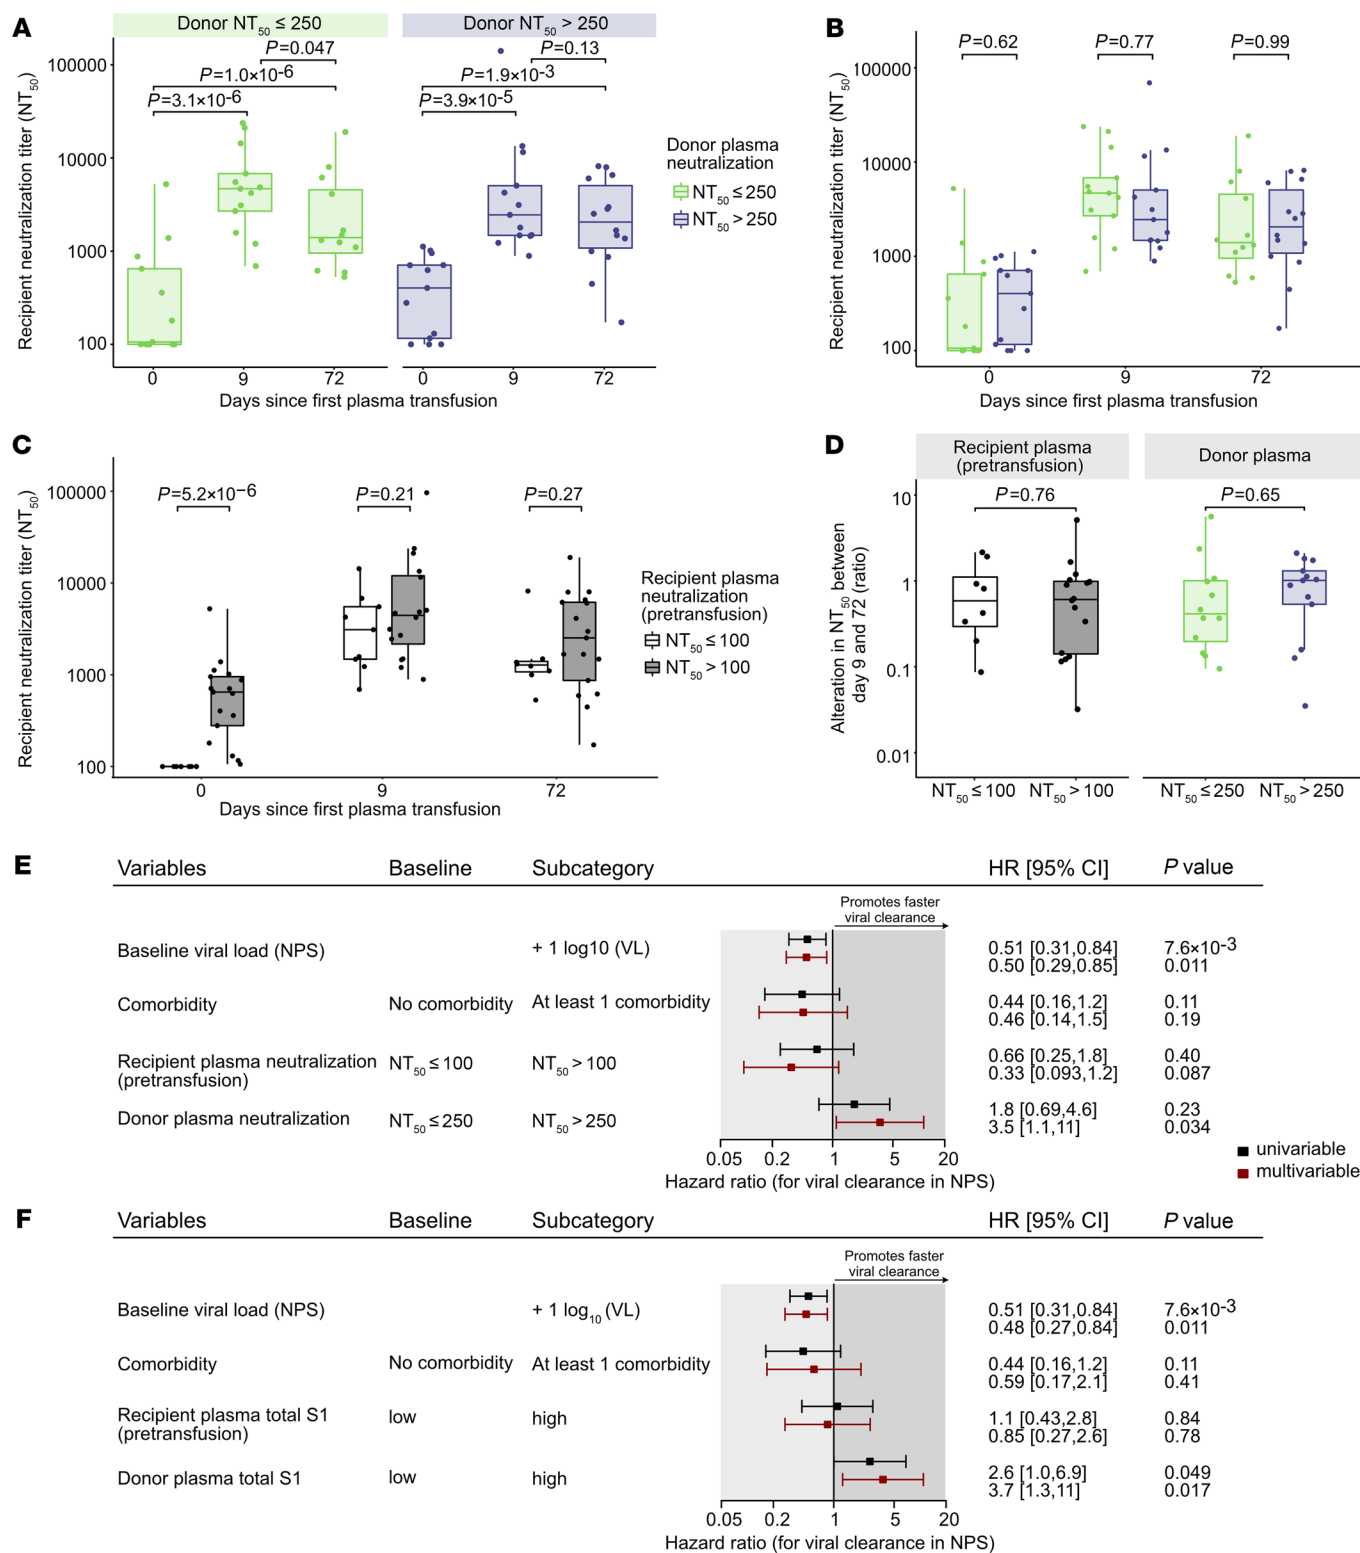 A
Donor NT50 ≤ 250
Donor NT50 > 250
P=0.047
P=1.0×10-6
P=3.1×10-6
P=0.13
P=1.9×10-3
P=3.9×10-5
Recipient neutralization titer (NT50)
100000
10000
1000
100
0
9
72
0
9
72
Days since first plasma transfusion
Donor plasma
neutralization
NT50 ≤ 250
NT50 > 250
B
P=0.62
P=0.77
P=0.99
Recipient neutralization titer (NT50)
100000
10000
1000
100
0
9
72
Days since first plasma transfusion
C
P=5.2×10−6
P=0.21
P=0.27
Recipient neutralization titer (NT50)
100000
10000
1000
100
0
9
72
Days since first plasma transfusion
Recipient plasma
neutralization
(pretransfusion)
NT50 ≤ 100
NT50 > 100
D
Recipient plasma
(pretransfusion)
Donor plasma
P=0.76
P=0.65
Alteration in NT50 between
day 9 and 72 (ratio)
10
1
0.1
0.01
NT50 ≤ 100
NT50 > 100
NT50 ≤ 250
NT50 > 250
E
Variables Baseline Subcategory HR [95% CI] P value
Promotes faster
viral clearance
Baseline viral load (NPS) + 1 log10 (VL) 0.51 [0.31,0.84] 7.6×10-3
0.50 [0.29,0.85] 0.011
Comorbidity No comorbidity At least 1 comorbidity 0.44 [0.16,1.2] 0.11
0.46 [0.14,1.5] 0.19
Recipient plasma neutralization NT50 ≤ 100 NT50 > 100 0.66 [0.25,1.8] 0.40
(pretransfusion) 0.33 [0.093,1.2] 0.087
Donor plasma neutralization NT50 ≤ 250 NT50 > 250 1.8 [0.69,4.6] 0.23
3.5 [1.1,11] 0.034
0.05 0.2 1 5 20
Hazard ratio (for viral clearance in NPS)
univariable
multivariable
F
Variables Baseline Subcategory HR [95% CI] P value
Promotes faster
viral clearance
Baseline viral load (NPS) + 1 log10 (VL) 0.51 [0.31,0.84] 7.6×10-3
0.48 [0.27,0.84] 0.011
Comorbidity No comorbidity At least 1 comorbidity 0.44 [0.16,1.2] 0.11
0.59 [0.17,2.1] 0.41
Recipient plasma total S1 low high 1.1 [0.43,2.8] 0.84
(pretransfusion) 0.85 [0.27,2.6] 0.78
Donor plasma total S1 low high 2.6 [1.0,6.9] 0.049
3.7 [1.3,11] 0.017
0.05 0.2 1 5 20
Hazard ratio (for viral clearance in NPS)